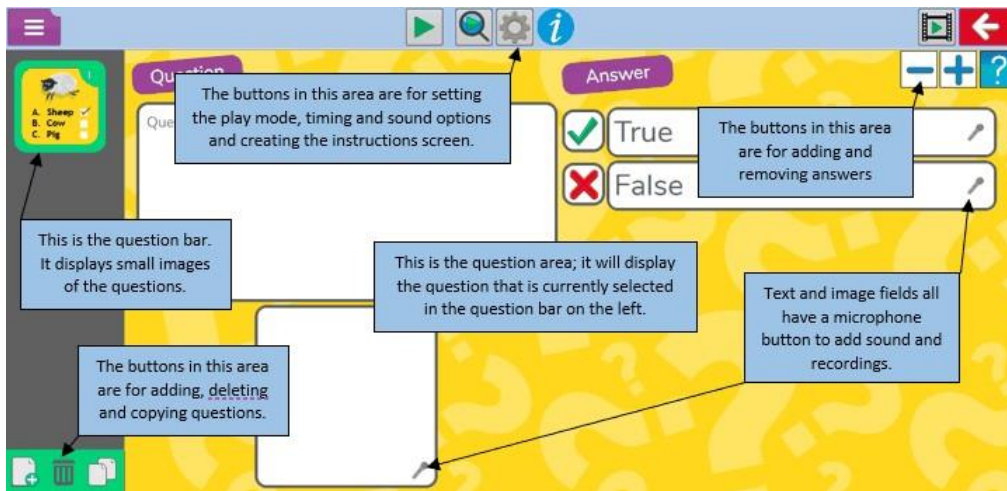 Question
Answer
1
A. Sheep
B. Cow
C. Pig
The buttons in this area are for setting
the play mode, timing and sound options
and creating the instructions screen.
Que
True
False
The buttons in this area
are for adding and
removing answers
This is the question bar.
It displays small images
of the questions.
This is the question area; it will display
the question that is currently selected
in the question bar on the left.
Text and image fields all
have a microphone
button to add sound and
recordings.
The buttons in this area
are for adding, deleting
and copying questions.